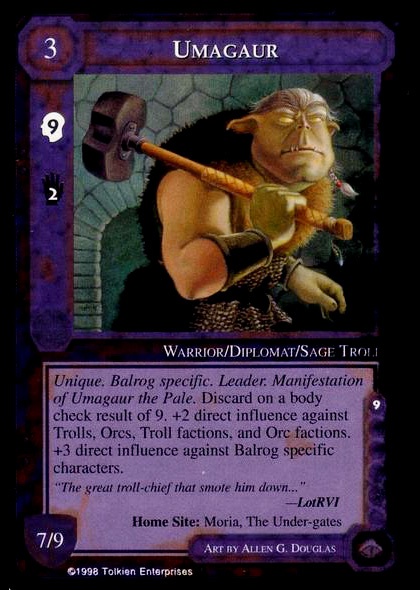 3
UMAGAUR
9
2
WARRIOR/DIPLOMAT/SAGE TROLL
Unique. Balrog specific. Leader. Manifestation
of Umagaur the Pale. Discard on a body
check result of 9. +2 direct influence against
Trolls, Orcs, Troll factions, and Orc factions.
+3 direct influence against Balrog specific
characters.
9
"The great troll-chief that smote him down..."
—LotRVI
Home Site: Moria, The Under-gates
7/9
ART BY ALLEN G. DOUGLAS
©1998 Tolkien Enterprises